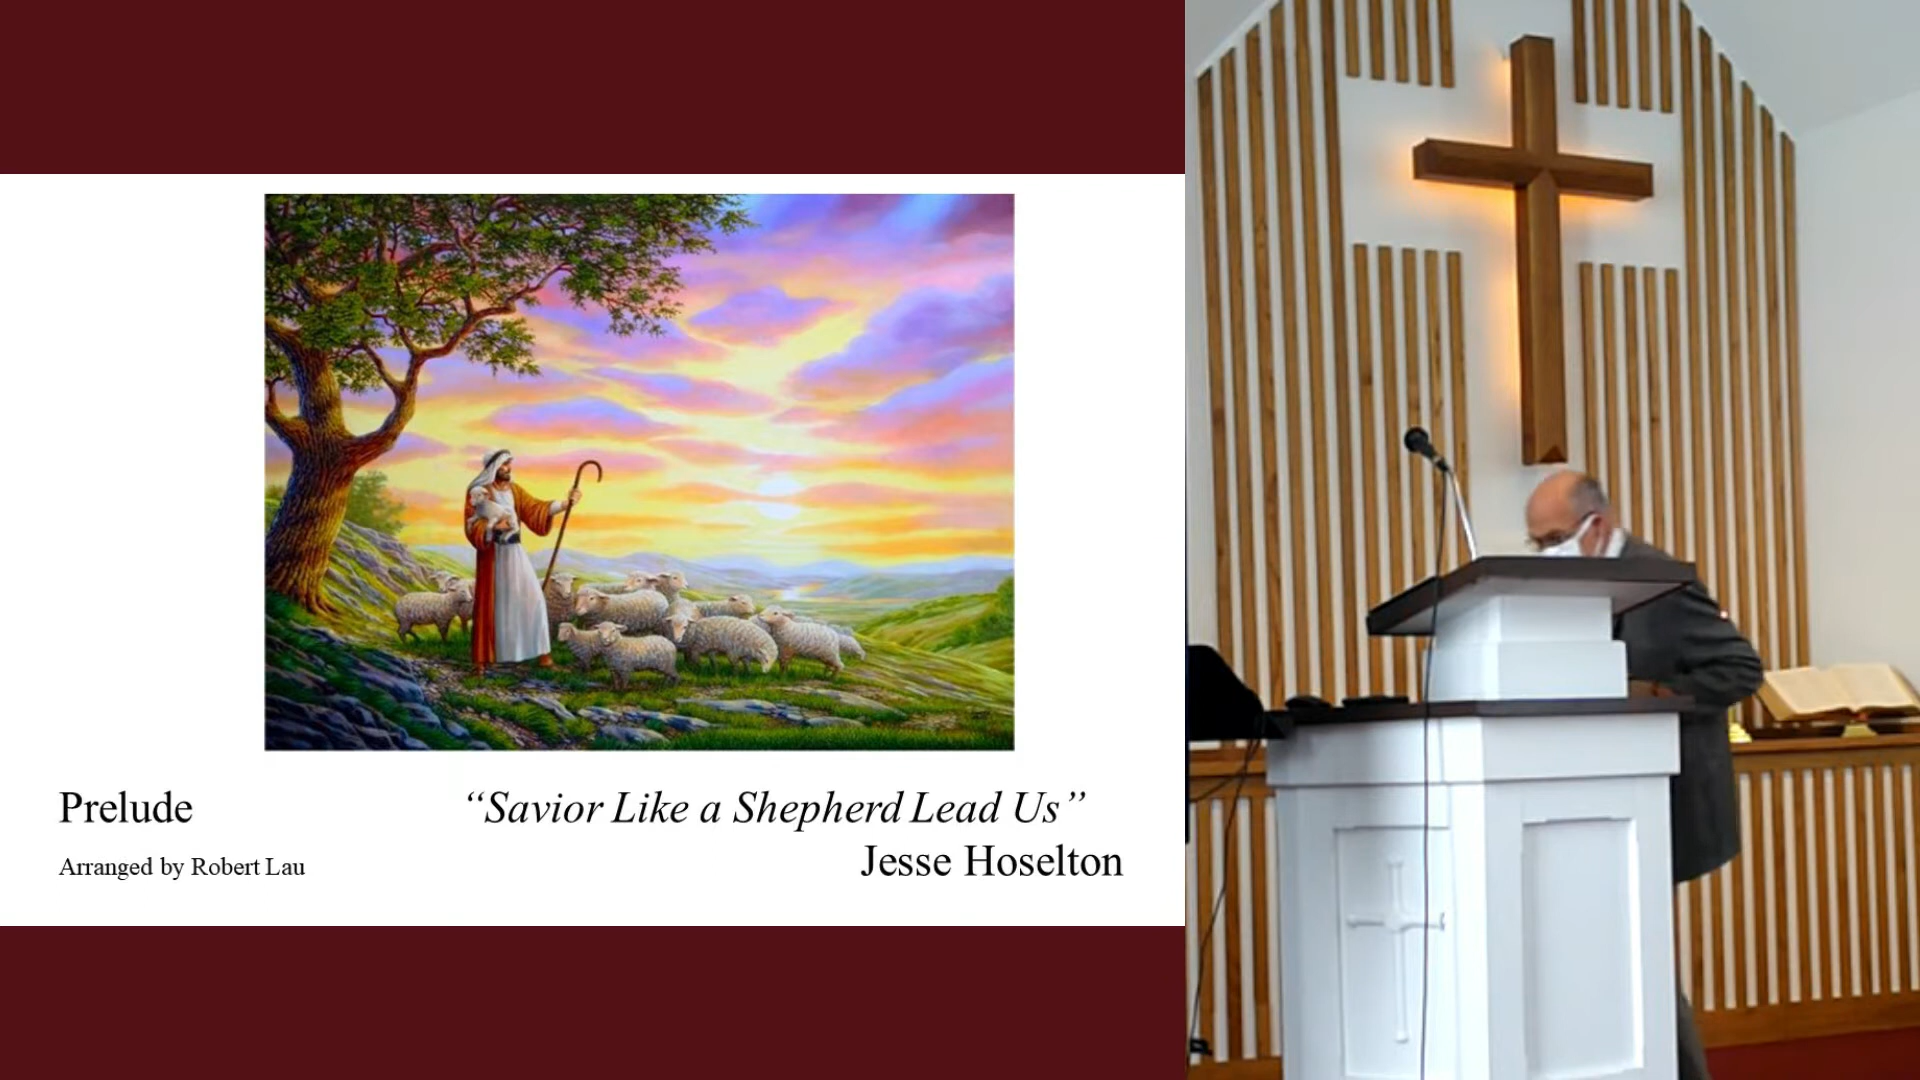 Prelude
“Savior Like a Shepherd Lead Us”
Arranged by Robert Lau
Jesse Hoselton